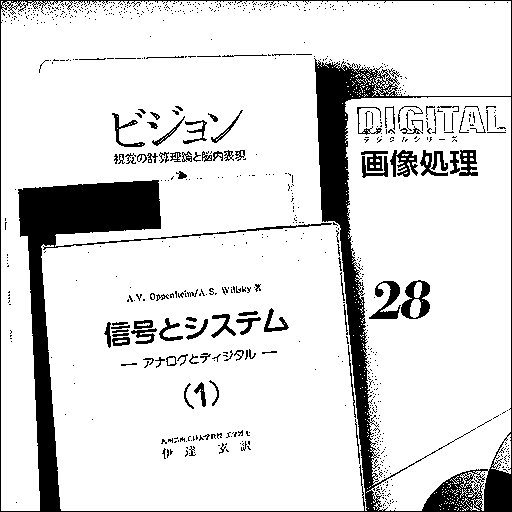 ビジョン
視覚の計算理論と脳内表現
DIGITAL
デジタルシリーズ
画像処理
28
A.V. Oppenheim/A.S. Willsky 著
信号とシステム
— アナログとディジタル —
(1)
伊達 玄 訳